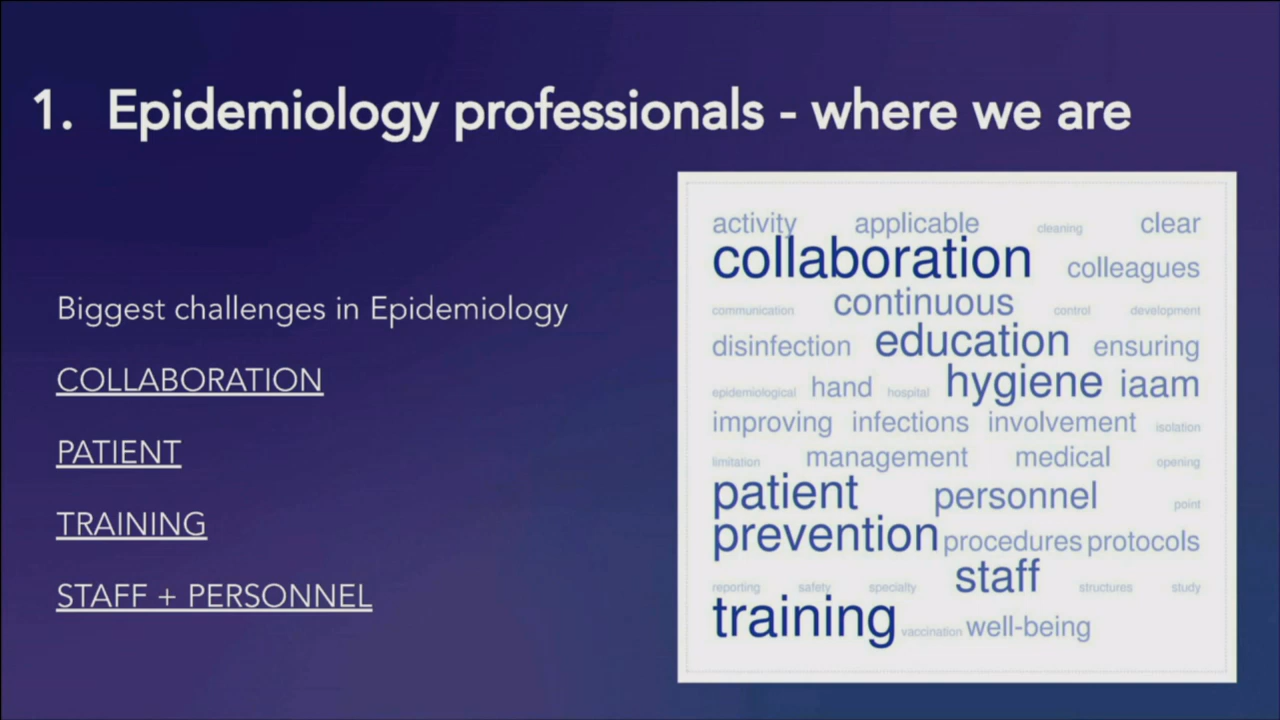 1. Epidemiology professionals - where we are
Biggest challenges in Epidemiology
COLLABORATION
PATIENT
TRAINING
STAFF + PERSONNEL
activity applicable cleaning clear
collaboration colleagues
communication continuous control development
disinfection education ensuring
epidemiological hand hospital hygiene iaam
improving infections involvement isolation
limitation management medical opening
patient personnel point
prevention procedures protocols
reporting safety specialty staff structures study
training vaccination well-being